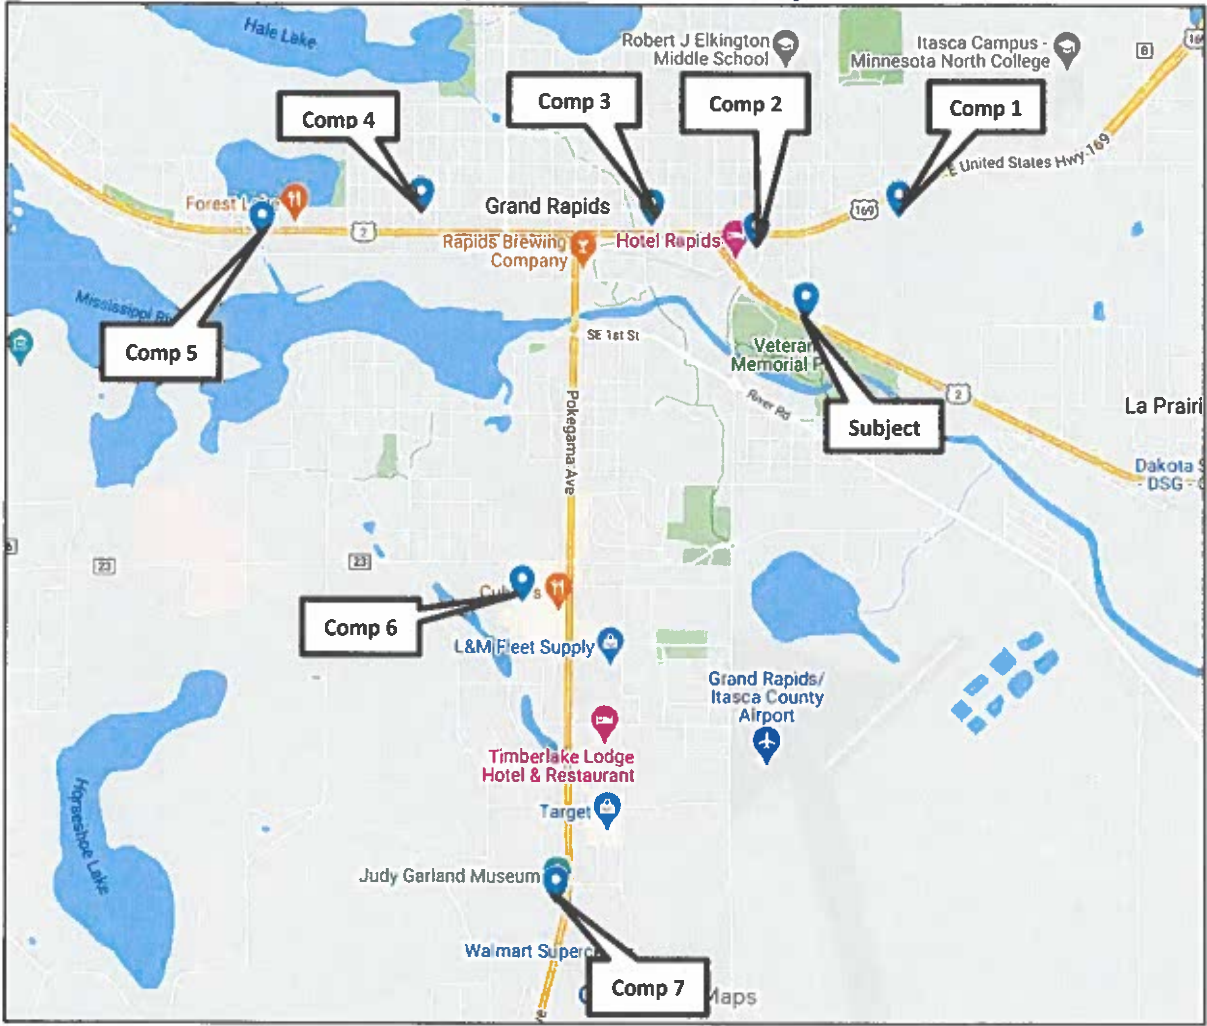 Hale Lake
Robert J Elkington
Middle School
Itasca Campus -
Minnesota North College
8
169
Comp 4
Comp 3
Comp 2
Comp 1
E United States Hwy 169
Forest
169
Grand Rapids
2
Rapids Brewing
Company
Hotel Rapids
Mississippi
SE 1st St
Comp 5
Veteran
Memorial P
River Rd
2
La Prairi
Subject
Pokegama Ave
Dakota S
- DSG -
23
23
Comp 6
L&M Fleet Supply
Grand Rapids/
Itasca County
Airport
Timberlake Lodge
Hotel & Restaurant
Target
Horseshoe Lake
Judy Garland Museum
Walmart Superc
Comp 7
Maps